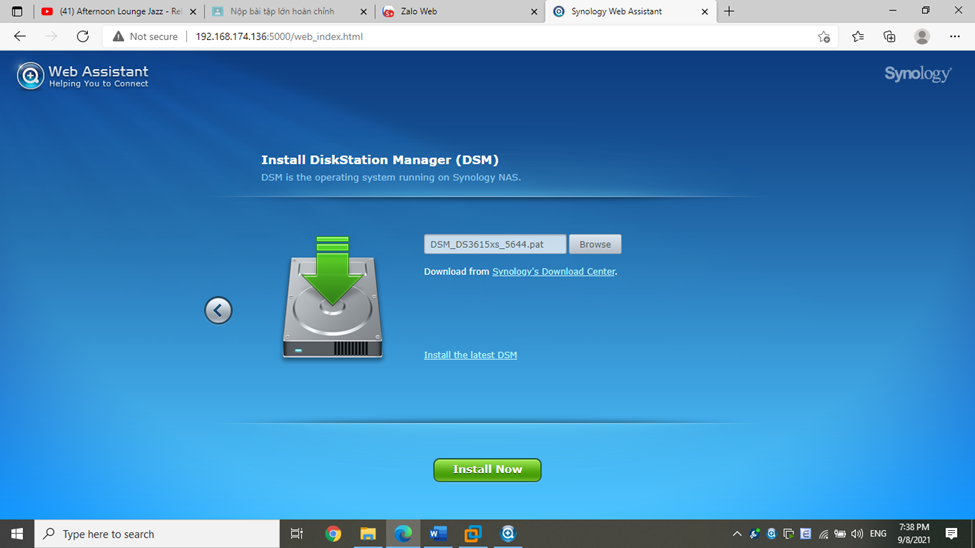 (41) Afternoon Lounge Jazz - Rel
Nộp bài tập lớn hoàn chỉnh
5+
Zalo Web
Synology Web Assistant
Not secure
192.168.174.136:5000/web_index.html
Web Assistant
Helping You to Connect
Synology
Install DiskStation Manager (DSM)
DSM is the operating system running on Synology NAS.
DSM_DS3615xs_5644.pat
Browse
Download from Synology's Download Center.
Install the latest DSM
Install Now
Type here to search
ENG
7:38 PM
9/8/2021